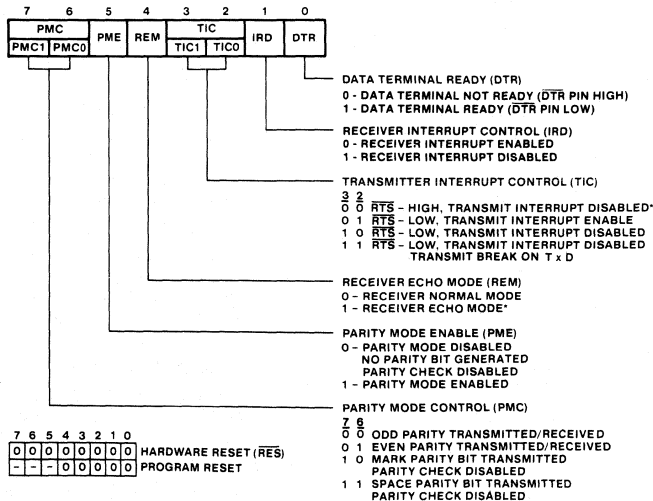 7 6 5 4 3 2 1 0
PMC PME REM TIC IRD DTR
PMC1 PMC0 TIC1 TIC0
DATA TERMINAL READY (DTR)
0 - DATA TERMINAL NOT READY (D̅T̅R̅ PIN HIGH)
1 - DATA TERMINAL READY (D̅T̅R̅ PIN LOW)
RECEIVER INTERRUPT CONTROL (IRD)
0 - RECEIVER INTERRUPT ENABLED
1 - RECEIVER INTERRUPT DISABLED
TRANSMITTER INTERRUPT CONTROL (TIC)
3 2
0 0 R̅T̅S̅ – HIGH, TRANSMIT INTERRUPT DISABLED*
0 1 R̅T̅S̅ – LOW, TRANSMIT INTERRUPT ENABLE
1 0 R̅T̅S̅ – LOW, TRANSMIT INTERRUPT DISABLED
1 1 R̅T̅S̅ – LOW, TRANSMIT INTERRUPT DISABLED
TRANSMIT BREAK ON T x D
RECEIVER ECHO MODE (REM)
0 – RECEIVER NORMAL MODE
1 – RECEIVER ECHO MODE*
PARITY MODE ENABLE (PME)
0 – PARITY MODE DISABLED
NO PARITY BIT GENERATED
PARITY CHECK DISABLED
1 – PARITY MODE ENABLED
PARITY MODE CONTROL (PMC)
7 6
0 0 ODD PARITY TRANSMITTED/RECEIVED
0 1 EVEN PARITY TRANSMITTED/RECEIVED
1 0 MARK PARITY BIT TRANSMITTED
PARITY CHECK DISABLED
1 1 SPACE PARITY BIT TRANSMITTED
PARITY CHECK DISABLED
7 6 5 4 3 2 1 0
0 0 0 0 0 0 0 0 HARDWARE RESET (R̅E̅S̅)
- - - 0 0 0 0 0 PROGRAM RESET